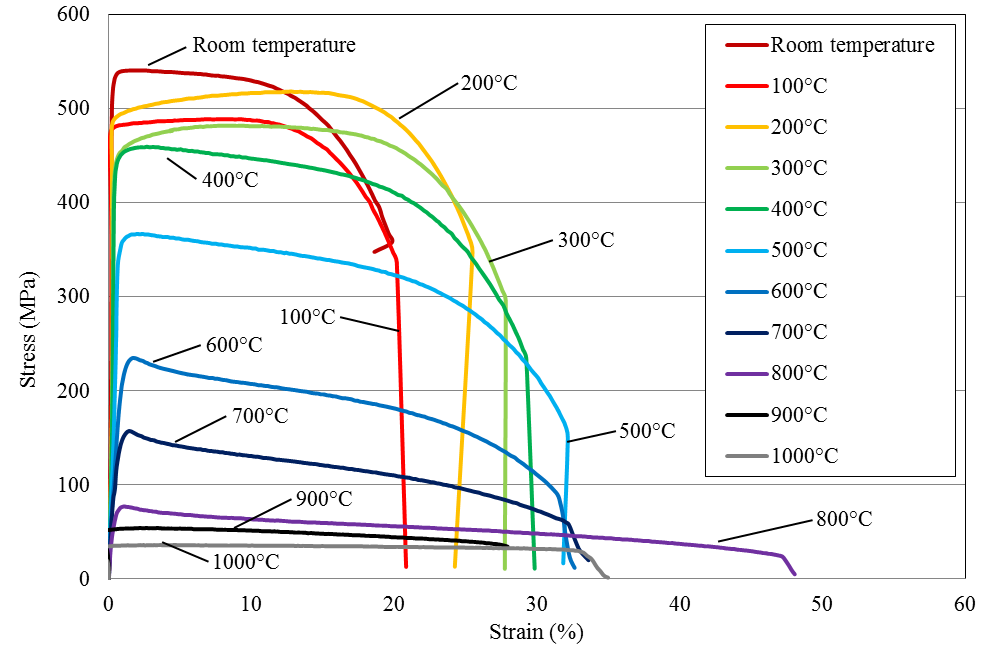 600
500
400
300
200
100
0
Stress (MPa)
0
10
20
30
40
50
60
Strain (%)
Room temperature
200°C
400°C
300°C
100°C
600°C
700°C
500°C
900°C
800°C
1000°C
Room temperature
100°C
200°C
300°C
400°C
500°C
600°C
700°C
800°C
900°C
1000°C